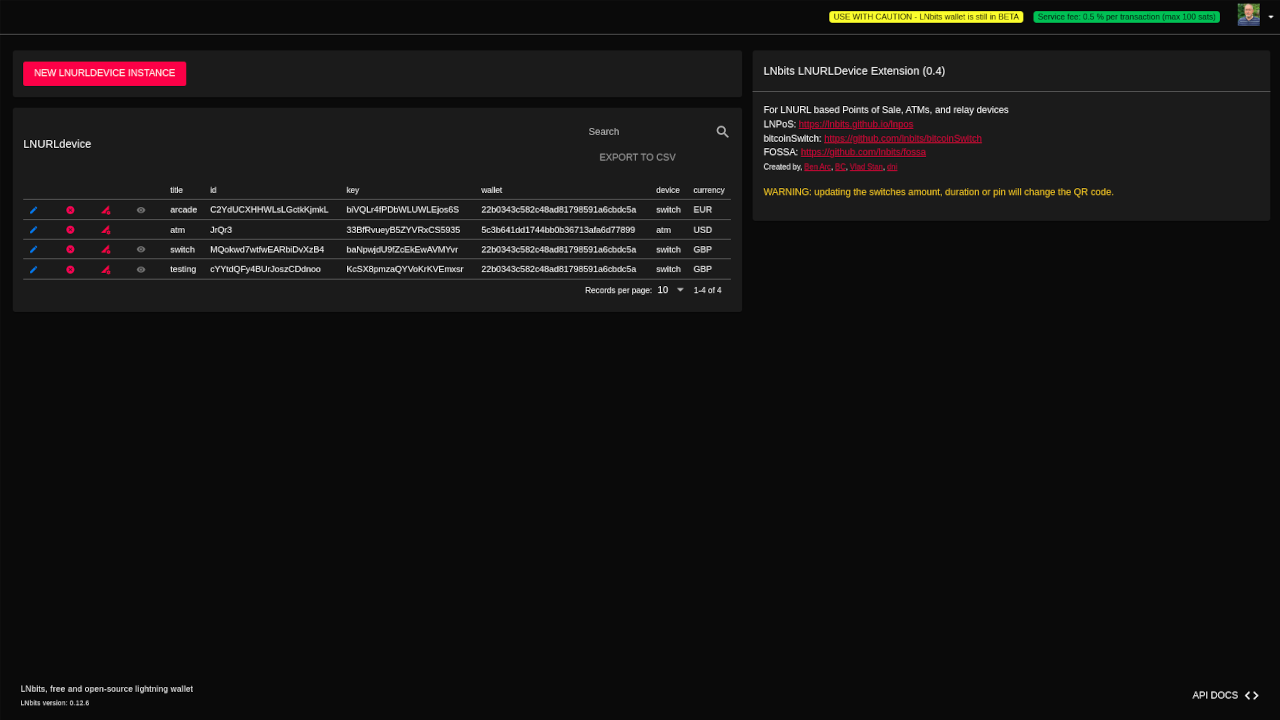 USE WITH CAUTION - LNbits wallet is still in BETA
Service fee: 0.5 % per transaction (max 100 sats)
NEW LNURLDEVICE INSTANCE
LNURLdevice
Search
EXPORT TO CSV
title id key wallet device currency
arcade C2YdUCXHHWLsLGctkKjmkL biVQLr4fPDbWLUWLEjos6S 22b0343c582c48ad81798591a6cbdc5a switch EUR
atm JrQr3 33BfRvueyB5ZYVRxCS5935 5c3b641dd1744bb0b36713afa6d77899 atm USD
switch MQokwd7wtfwEARbiDvXzB4 baNpwjdU9fZcEkEwAVMYvr 22b0343c582c48ad81798591a6cbdc5a switch GBP
testing cYYtdQFy4BUrJoszCDdnoo KcSX8pmzaQYVoKrKVEmxsr 22b0343c582c48ad81798591a6cbdc5a switch GBP
Records per page: 10 1-4 of 4
LNbits LNURLDevice Extension (0.4)
For LNURL based Points of Sale, ATMs, and relay devices
LNPoS: https://lnbits.github.io/lnpos
bitcoinSwitch: https://github.com/lnbits/bitcoinSwitch
FOSSA: https://github.com/lnbits/fossa
Created by, Ben Arc, BC, Vlad Stan, dni
WARNING: updating the switches amount, duration or pin will change the QR code.
LNbits, free and open-source lightning wallet
LNbits version: 0.12.6
API DOCS